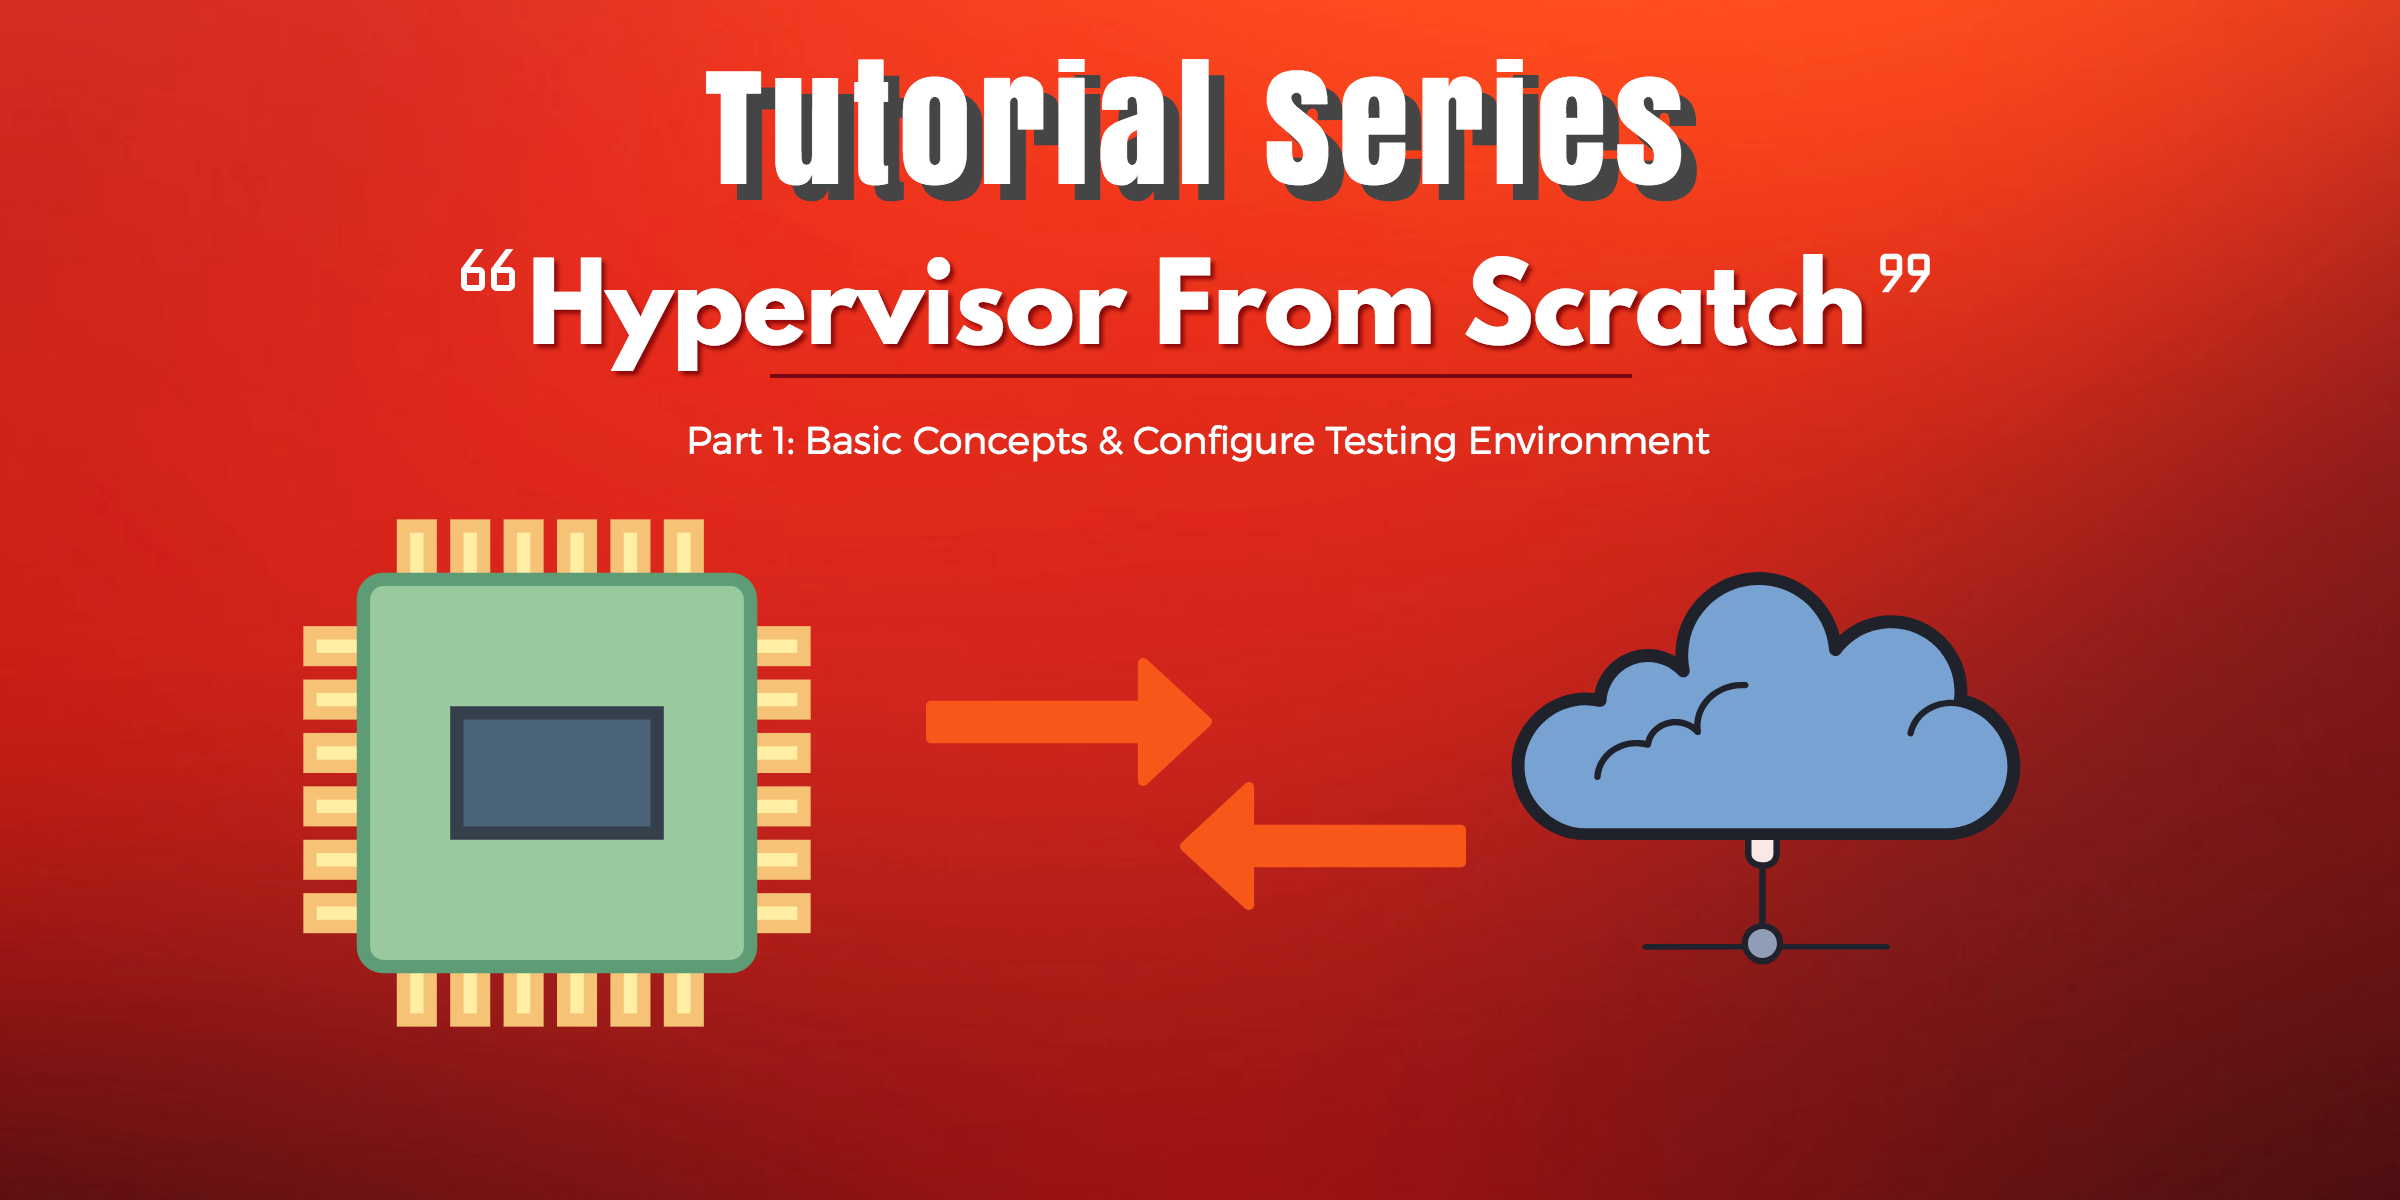 Tutorial Series
“Hypervisor From Scratch”
Part 1: Basic Concepts & Configure Testing Environment